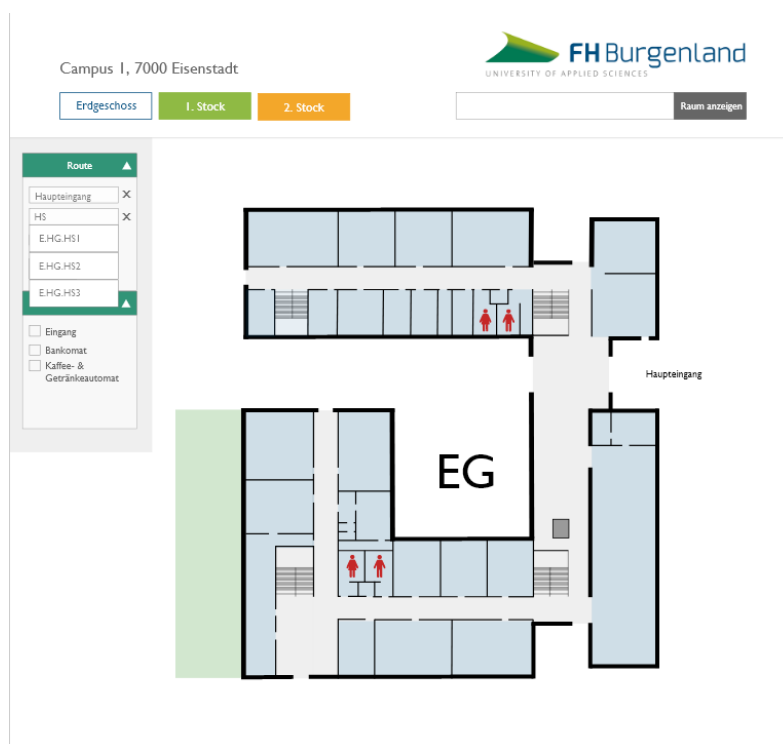 FH Burgenland
UNIVERSITY OF APPLIED SCIENCES
Campus 1, 7000 Eisenstadt
Erdgeschoss
1. Stock
2. Stock
Raum anzeigen
Route
Haupteingang X
HS X
E.HG.HS1
E.HG.HS2
E.HG.HS3
Eingang
Bankomat
Kaffee- &
Getränkeautomat
Haupteingang
EG